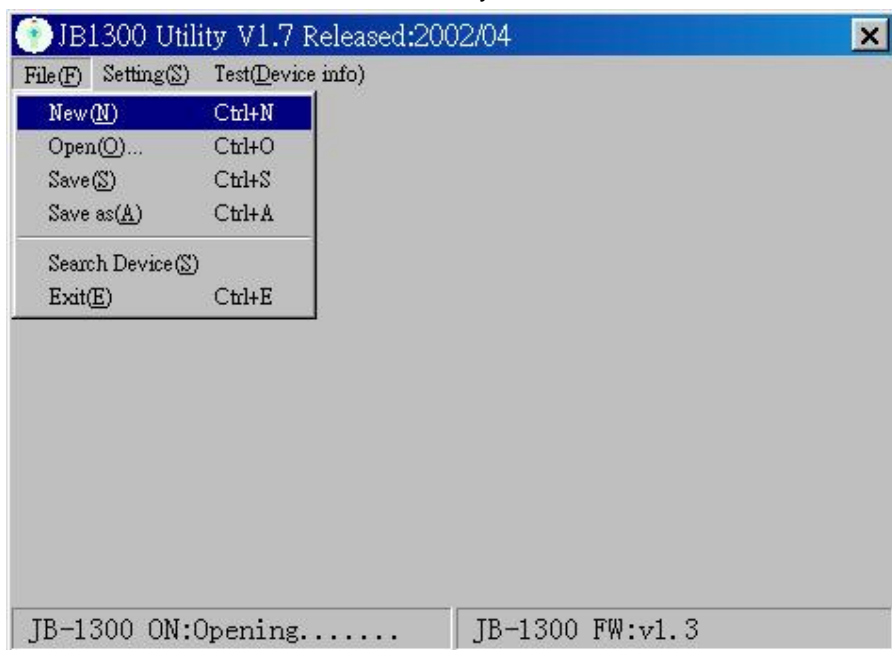 JB1300 Utility V1.7 Released:2002/04
File(F) Setting(S) Test(Device info)
New(N) Ctrl+N
Open(O)... Ctrl+O
Save(S) Ctrl+S
Save as(A) Ctrl+A
Search Device(S)
Exit(E) Ctrl+E
JB-1300 ON:Opening....... JB-1300 FW:v1.3